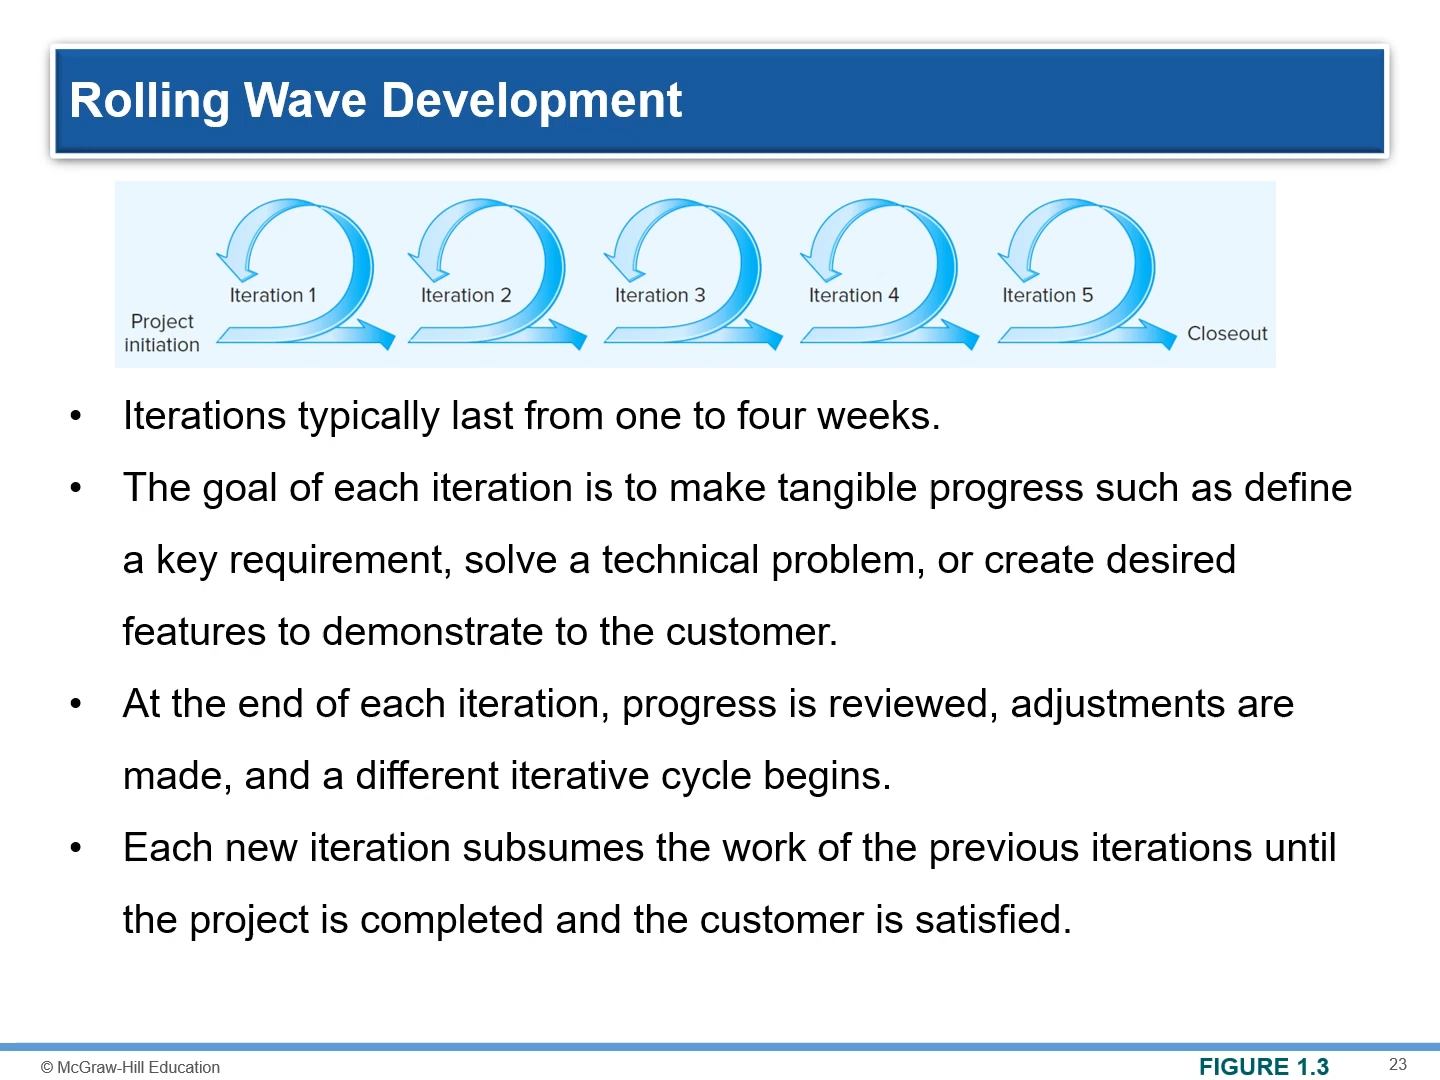 Rolling Wave Development
Iteration 1
Iteration 2
Iteration 3
Iteration 4
Iteration 5
Project
initiation
Closeout
• Iterations typically last from one to four weeks.
• The goal of each iteration is to make tangible progress such as define
a key requirement, solve a technical problem, or create desired
features to demonstrate to the customer.
• At the end of each iteration, progress is reviewed, adjustments are
made, and a different iterative cycle begins.
• Each new iteration subsumes the work of the previous iterations until
the project is completed and the customer is satisfied.
© McGraw-Hill Education
FIGURE 1.3
23